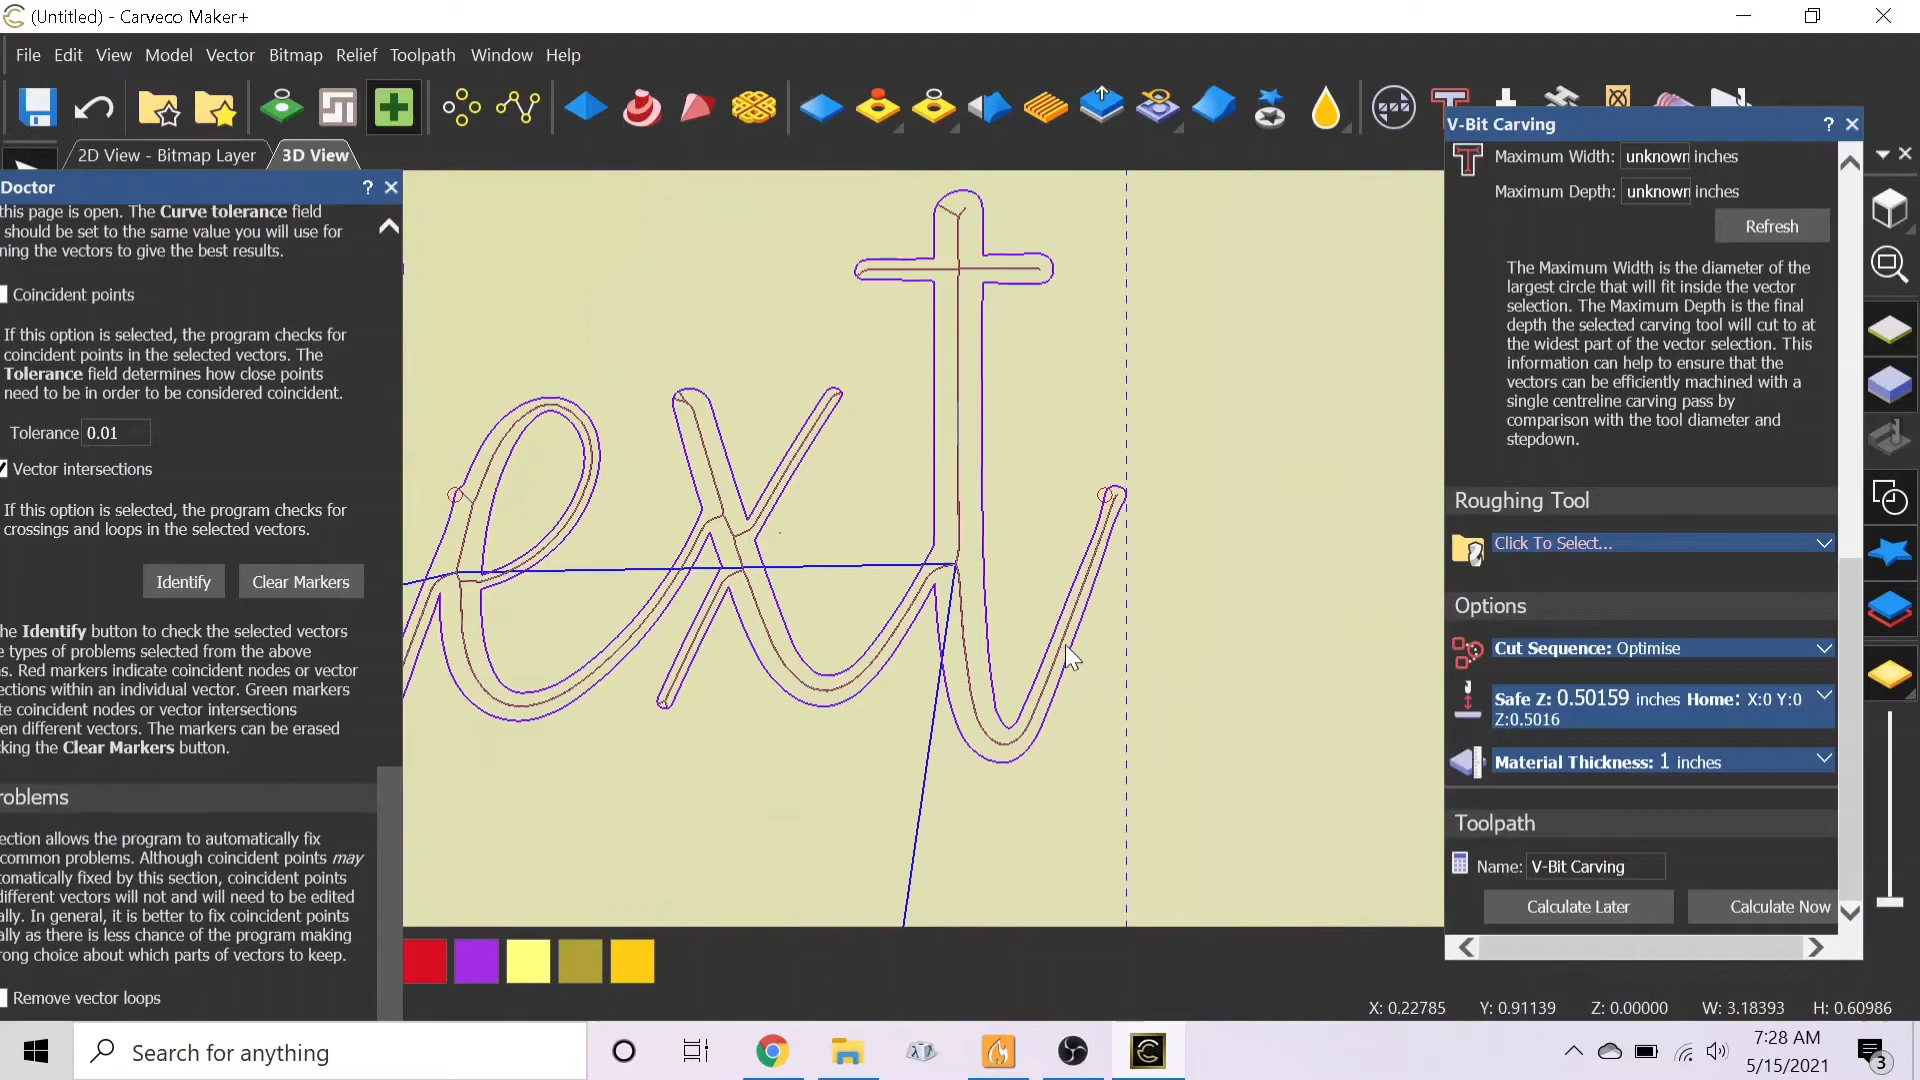 (Untitled) - Carveco Maker+
File Edit View Model Vector Bitmap Relief Toolpath Window Help
2D View - Bitmap Layer
3D View
Doctor ?
this page is open. The Curve tolerance field
should be set to the same value you will use for
ning the vectors to give the best results.
Coincident points
If this option is selected, the program checks for
coincident points in the selected vectors. The
Tolerance field determines how close points
need to be in order to be considered coincident.
Tolerance 0.01
Vector intersections
If this option is selected, the program checks for
crossings and loops in the selected vectors.
Identify Clear Markers
he Identify button to check the selected vectors
e types of problems selected from the above
ns. Red markers indicate coincident nodes or vector
ections within an individual vector. Green markers
te coincident nodes or vector intersections
en different vectors. The markers can be erased
cking the Clear Markers button.
roblems
ection allows the program to automatically fix
common problems. Although coincident points may
tomatically fixed by this section, coincident points
different vectors will not and will need to be edited
ally. In general, it is better to fix coincident points
ally as there is less chance of the program making
rong choice about which parts of vectors to keep.
Remove vector loops
ext
V-Bit Carving ?
Maximum Width: unknown inches
Maximum Depth: unknown inches
Refresh
The Maximum Width is the diameter of the
largest circle that will fit inside the vector
selection. The Maximum Depth is the final
depth the selected carving tool will cut to at
the widest part of the vector selection. This
information can help to ensure that the
vectors can be efficiently machined with a
single centreline carving pass by
comparison with the tool diameter and
stepdown.
Roughing Tool
Click To Select...
Options
Cut Sequence: Optimise
Safe Z: 0.50159 inches Home: X:0 Y:0
Z:0.5016
Material Thickness: 1 inches
Toolpath
Name: V-Bit Carving
Calculate Later Calculate Now
X: 0.22785 Y: 0.91139 Z: 0.00000 W: 3.18393 H: 0.60986
Search for anything
7:28 AM
5/15/2021
3